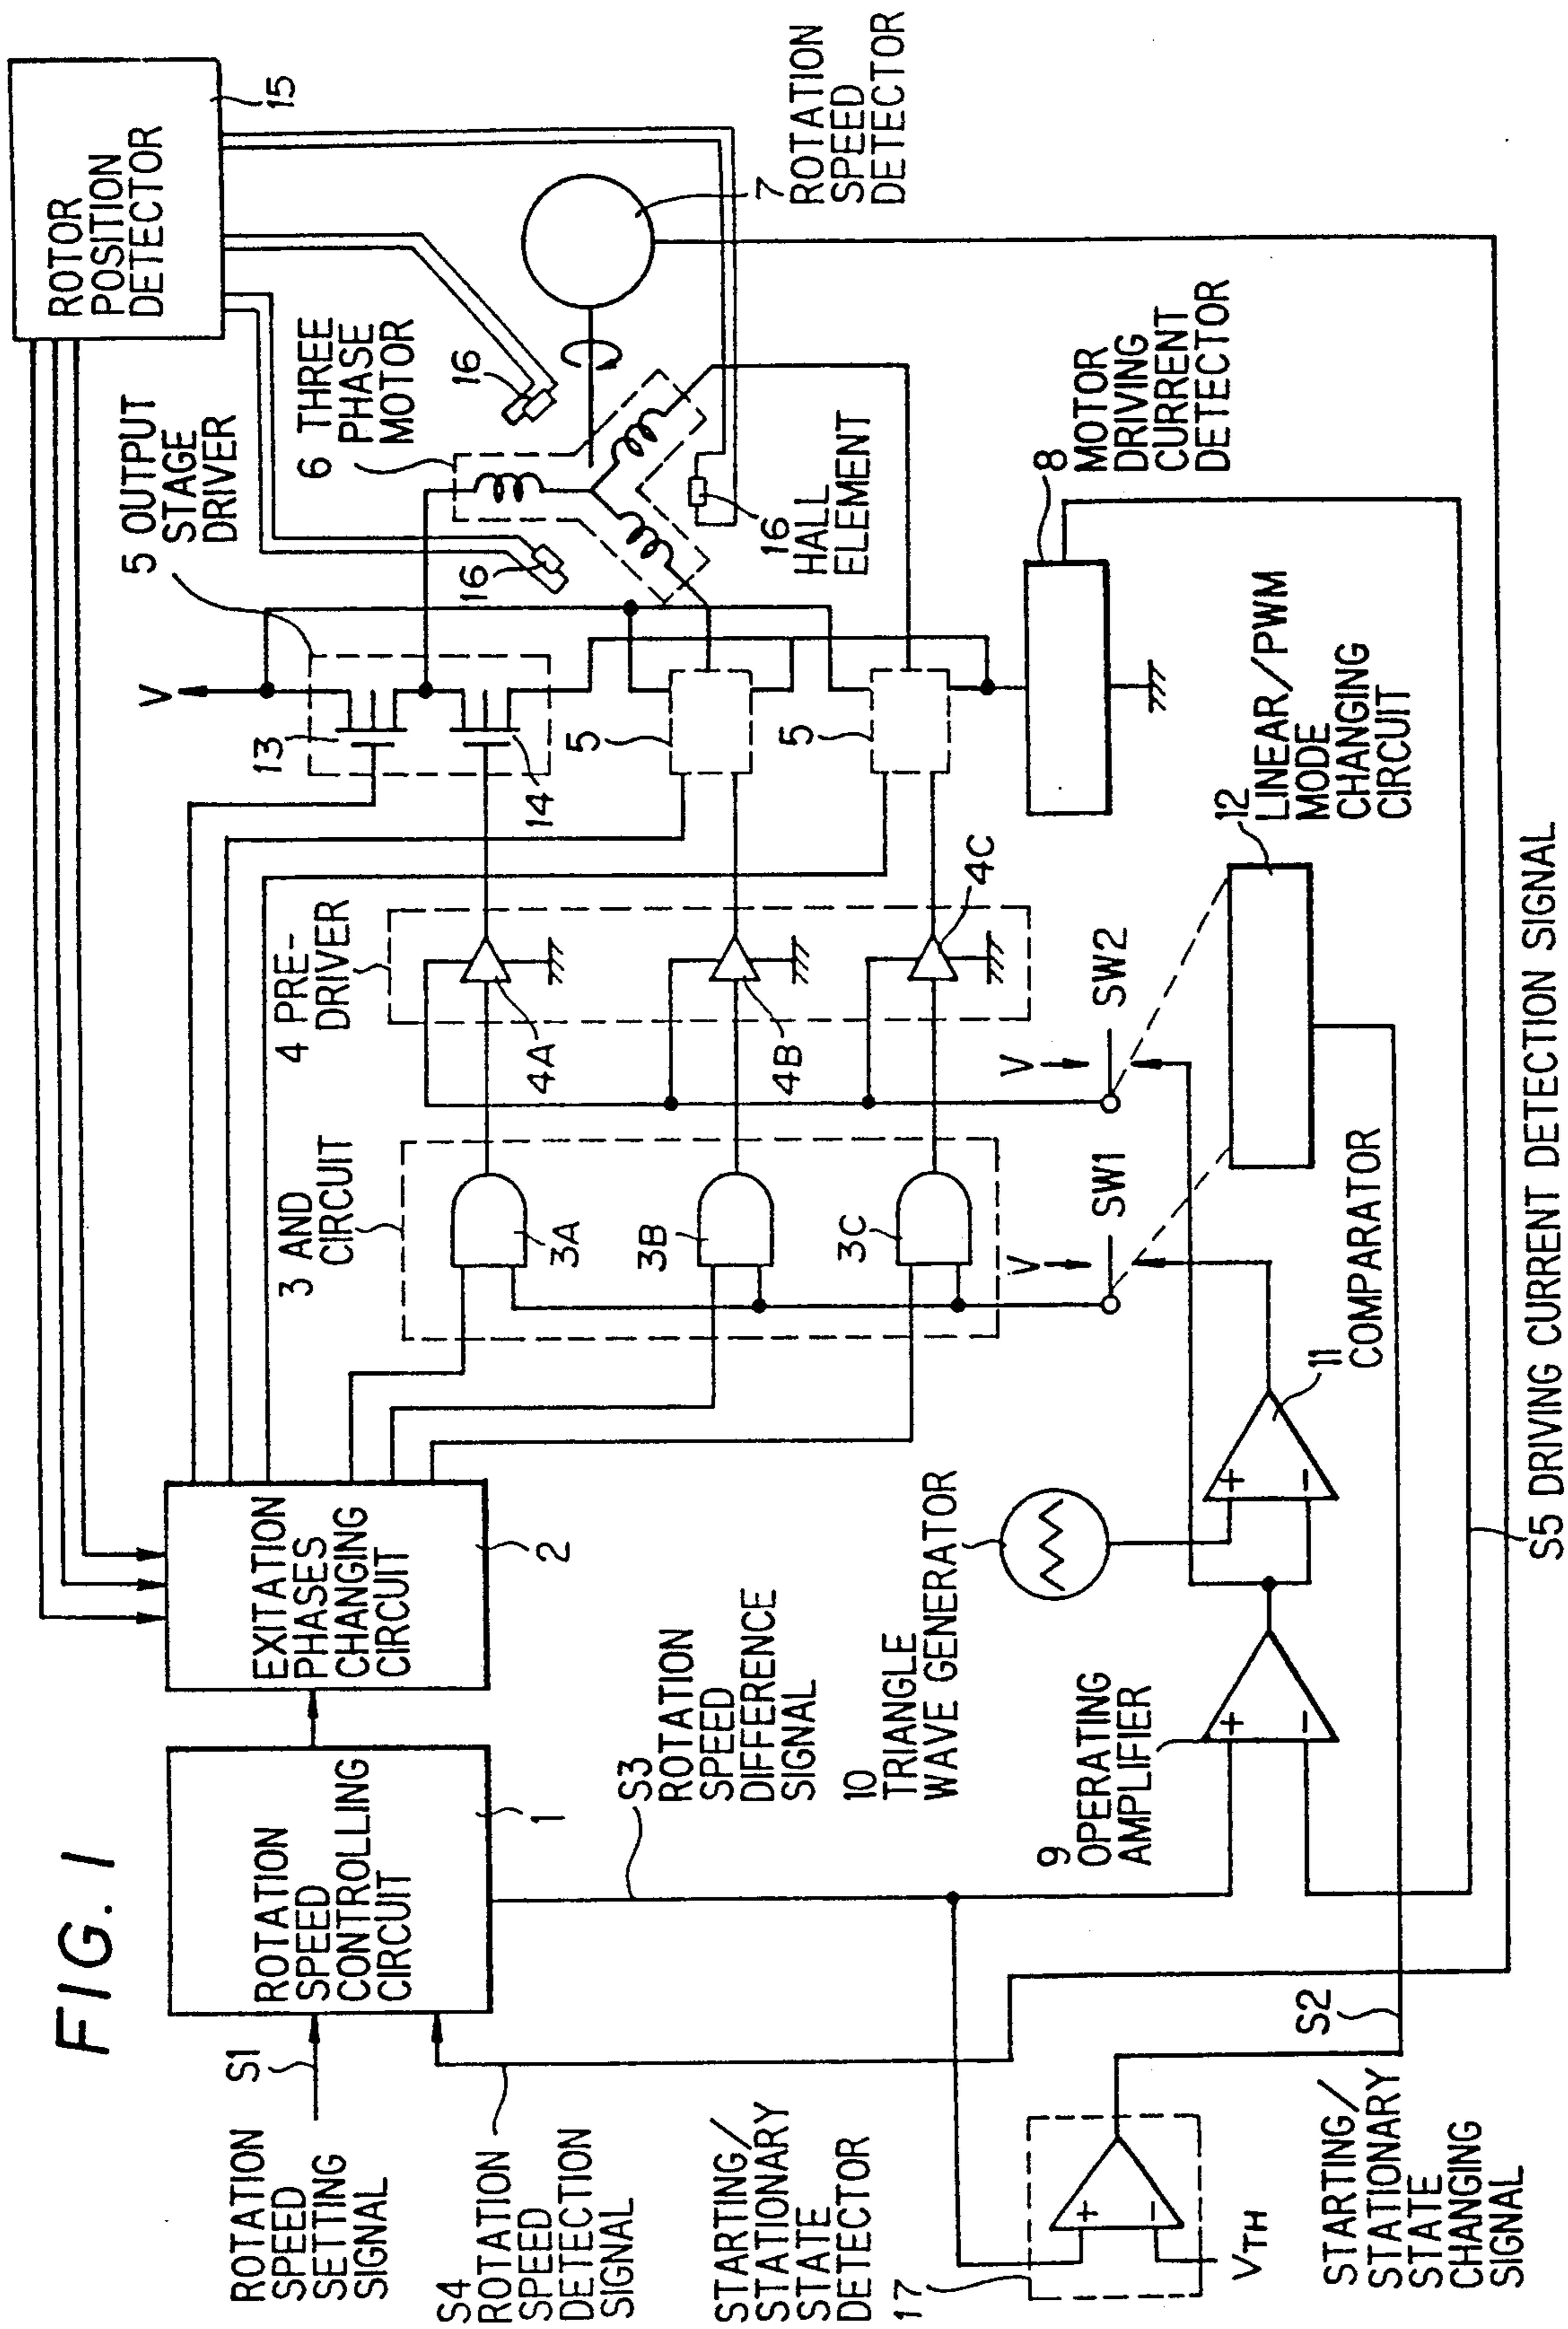 FIG. 1
ROTATION
SPEED
SETTING
SIGNAL
S1
ROTATION
SPEED
CONTROLLING
CIRCUIT
1
EXITATION
PHASES
CHANGING
CIRCUIT
2
3 AND
CIRCUIT
3A
3B
3C
4 PRE-
DRIVER
4A
4B
4C
5 OUTPUT
STAGE
DRIVER
V
13
14
5
5
6 THREE
PHASE
MOTOR
16
16
16
HALL
ELEMENT
ROTOR
POSITION
DETECTOR
15
7
ROTATION
SPEED
DETECTOR
8
MOTOR
DRIVING
CURRENT
DETECTOR
S4
ROTATION
SPEED
DETECTION
SIGNAL
S3
ROTATION
SPEED
DIFFERENCE
SIGNAL
10
TRIANGLE
WAVE GENERATOR
9
OPERATING
AMPLIFIER
+
-
+
-
11
COMPARATOR
V
SW1
V
SW2
12
LINEAR/PWM
MODE
CHANGING
CIRCUIT
STARTING/
STATIONARY
STATE
DETECTOR
17
+
-
VTH
S2
STARTING/
STATIONARY
STATE
CHANGING
SIGNAL
S5 DRIVING CURRENT DETECTION SIGNAL